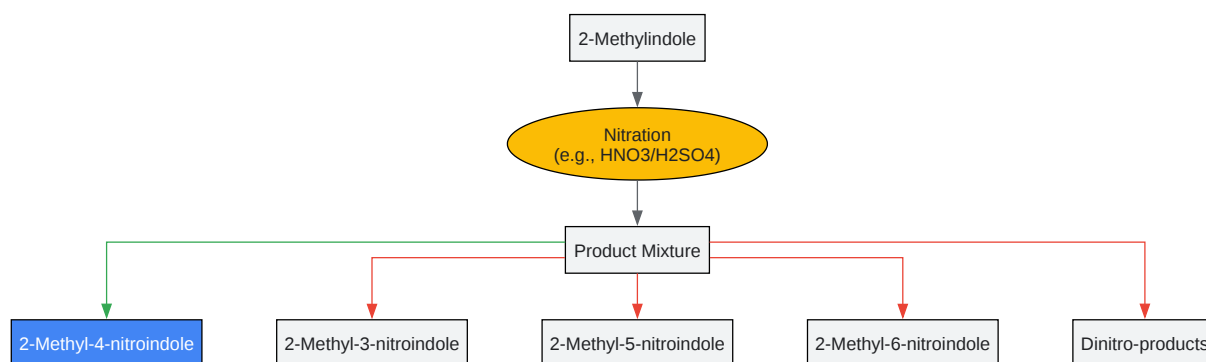 2-Methylindole
Nitration
(e.g., HNO3/H2SO4)
Product Mixture
2-Methyl-4-nitroindole
2-Methyl-3-nitroindole
2-Methyl-5-nitroindole
2-Methyl-6-nitroindole
Dinitro-products